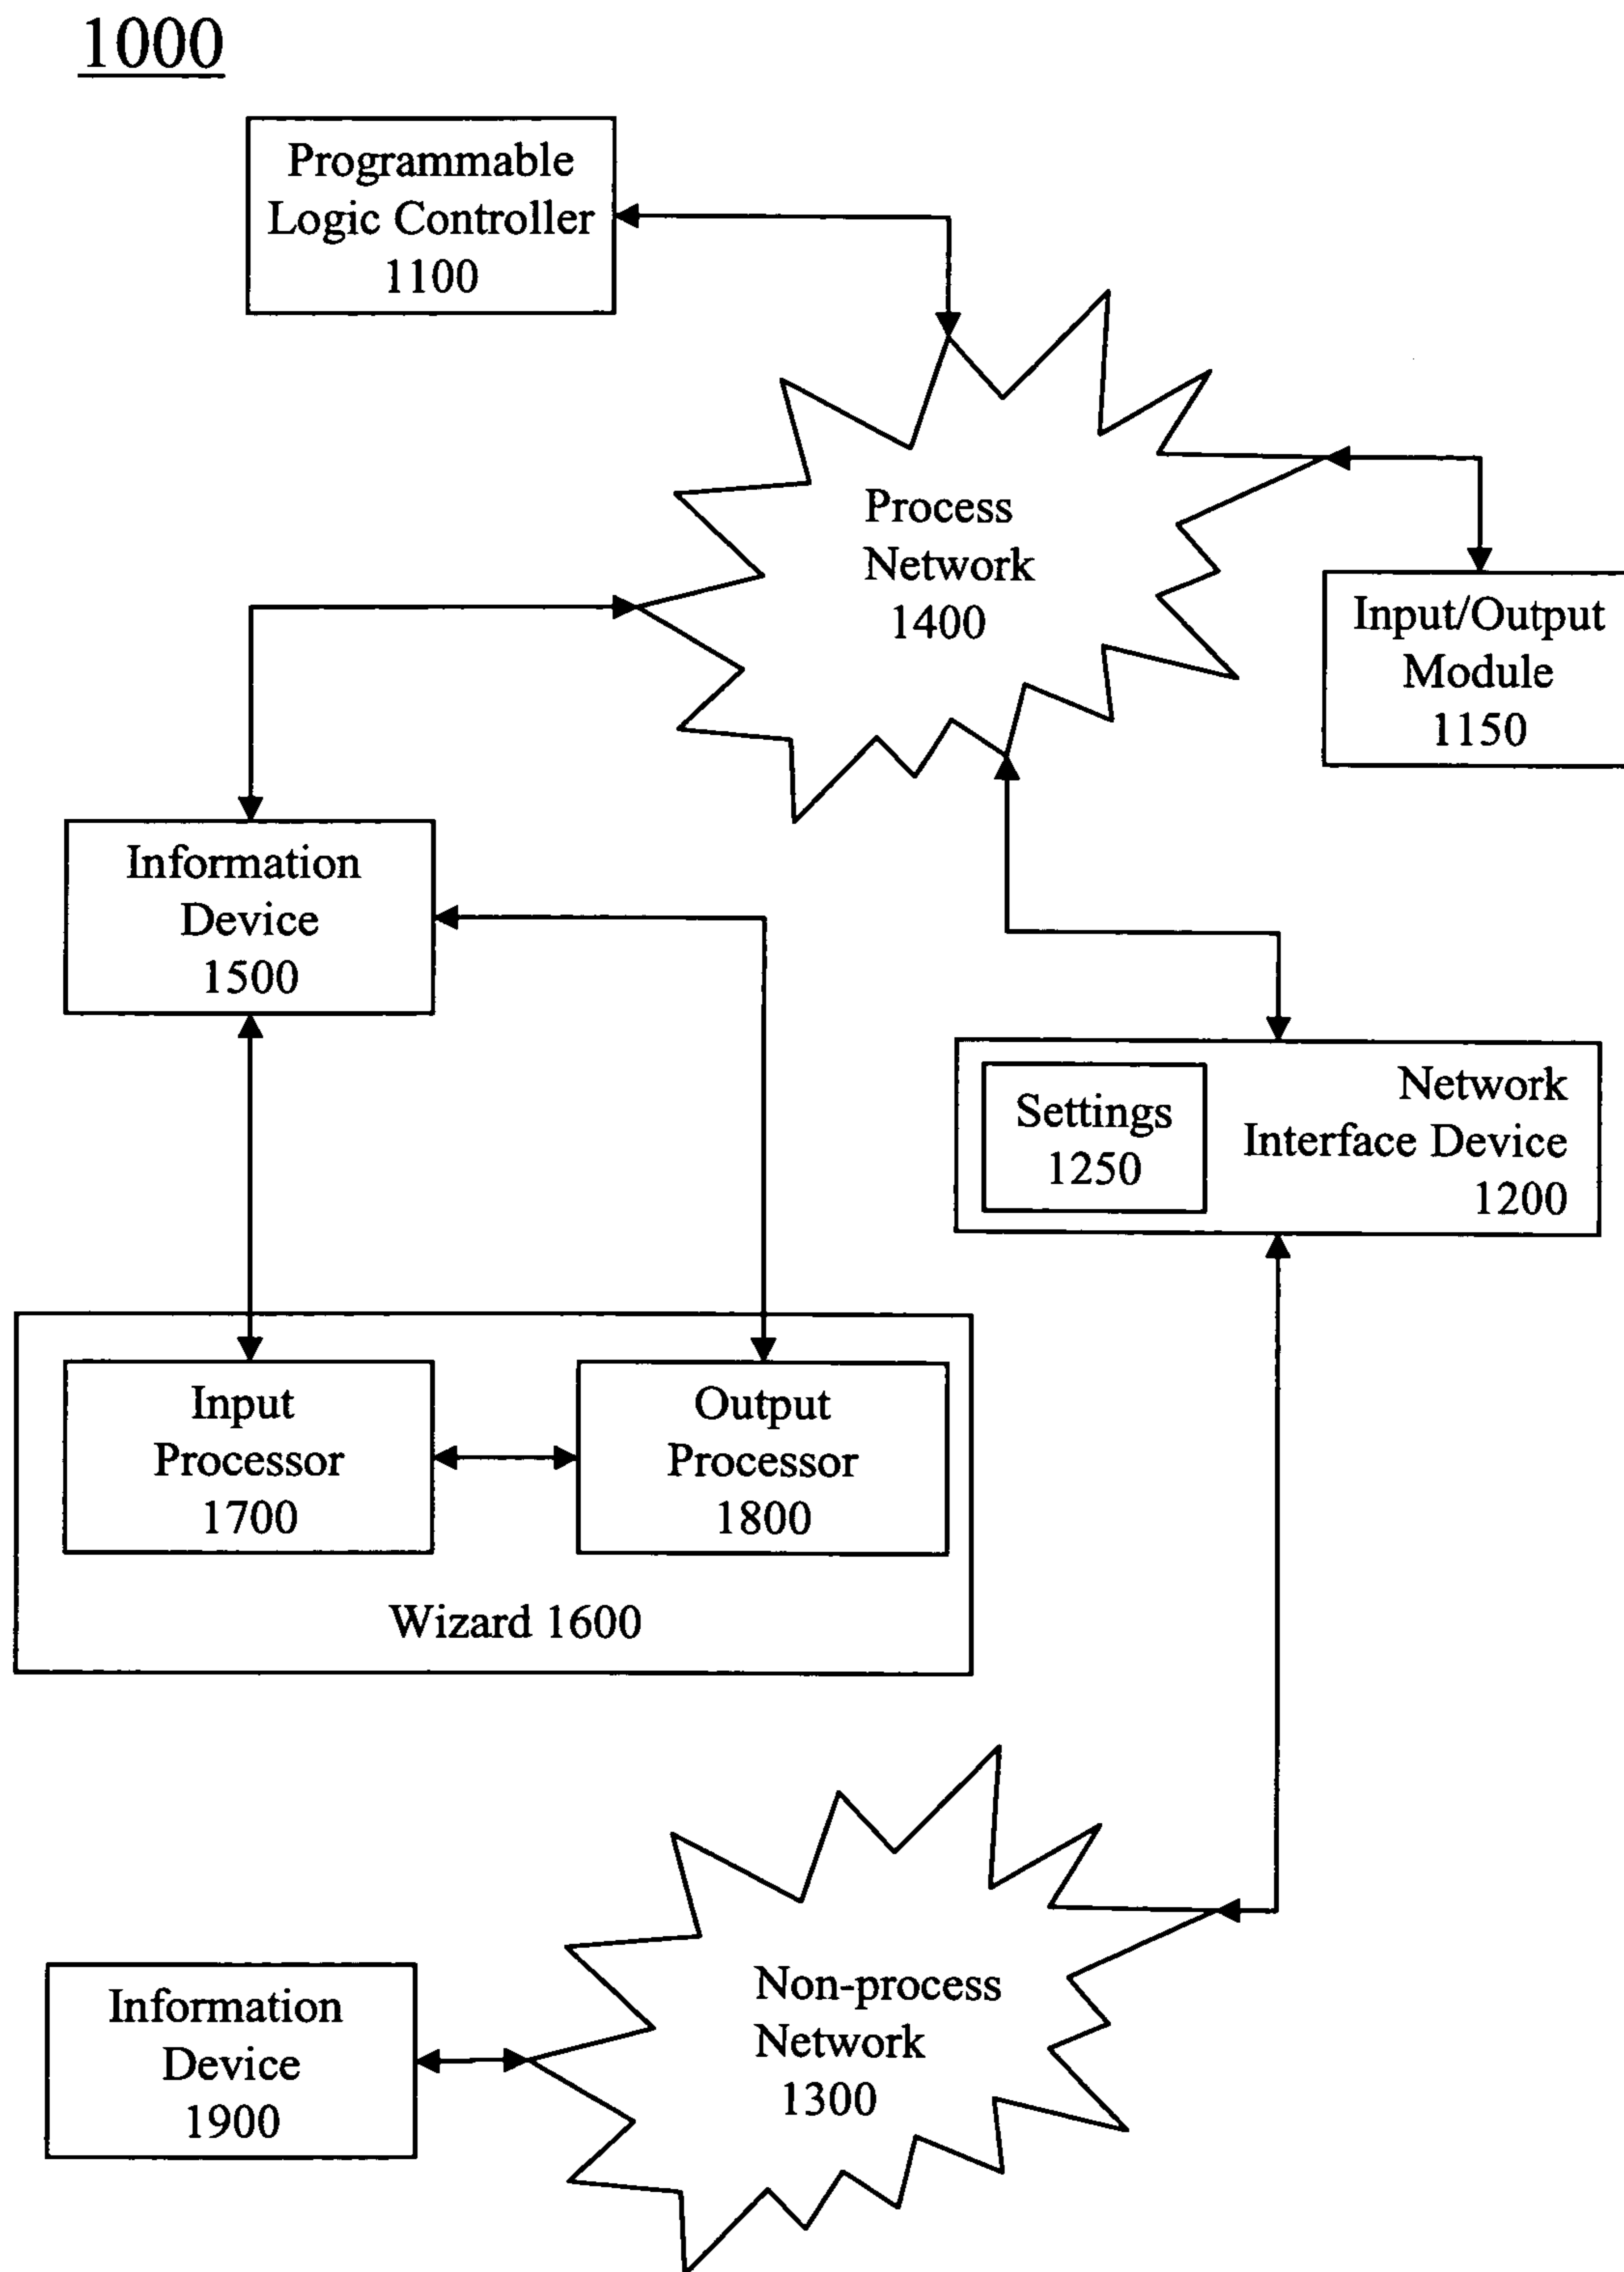 1000
Programmable
Logic Controller
1100
Process
Network
1400
Input/Output
Module
1150
Information
Device
1500
Network
Interface Device
1200
Settings
1250
Input
Processor
1700
Output
Processor
1800
Wizard 1600
Non-process
Network
1300
Information
Device
1900